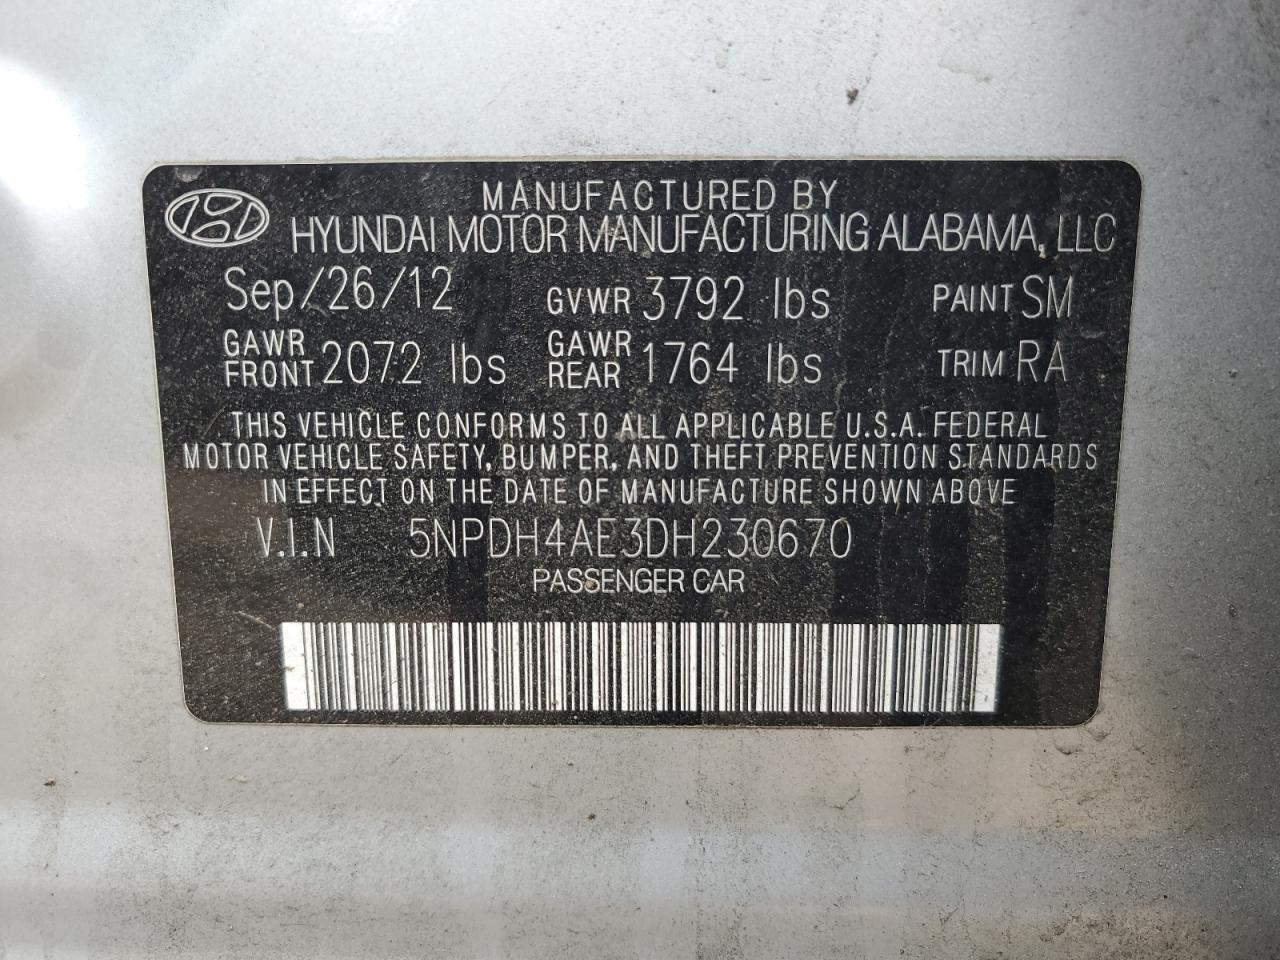 MANUFACTURED BY
HYUNDAI MOTOR MANUFACTURING ALABAMA, LLC
Sep/26/12 GVWR 3792 lbs PAINT SM
GAWR FRONT 2072 lbs GAWR REAR 1764 lbs TRIM RA
THIS VEHICLE CONFORMS TO ALL APPLICABLE U.S.A. FEDERAL
MOTOR VEHICLE SAFETY, BUMPER, AND THEFT PREVENTION STANDARDS
IN EFFECT ON THE DATE OF MANUFACTURE SHOWN ABOVE
V.I.N 5NPDH4AE3DH230670
PASSENGER CAR